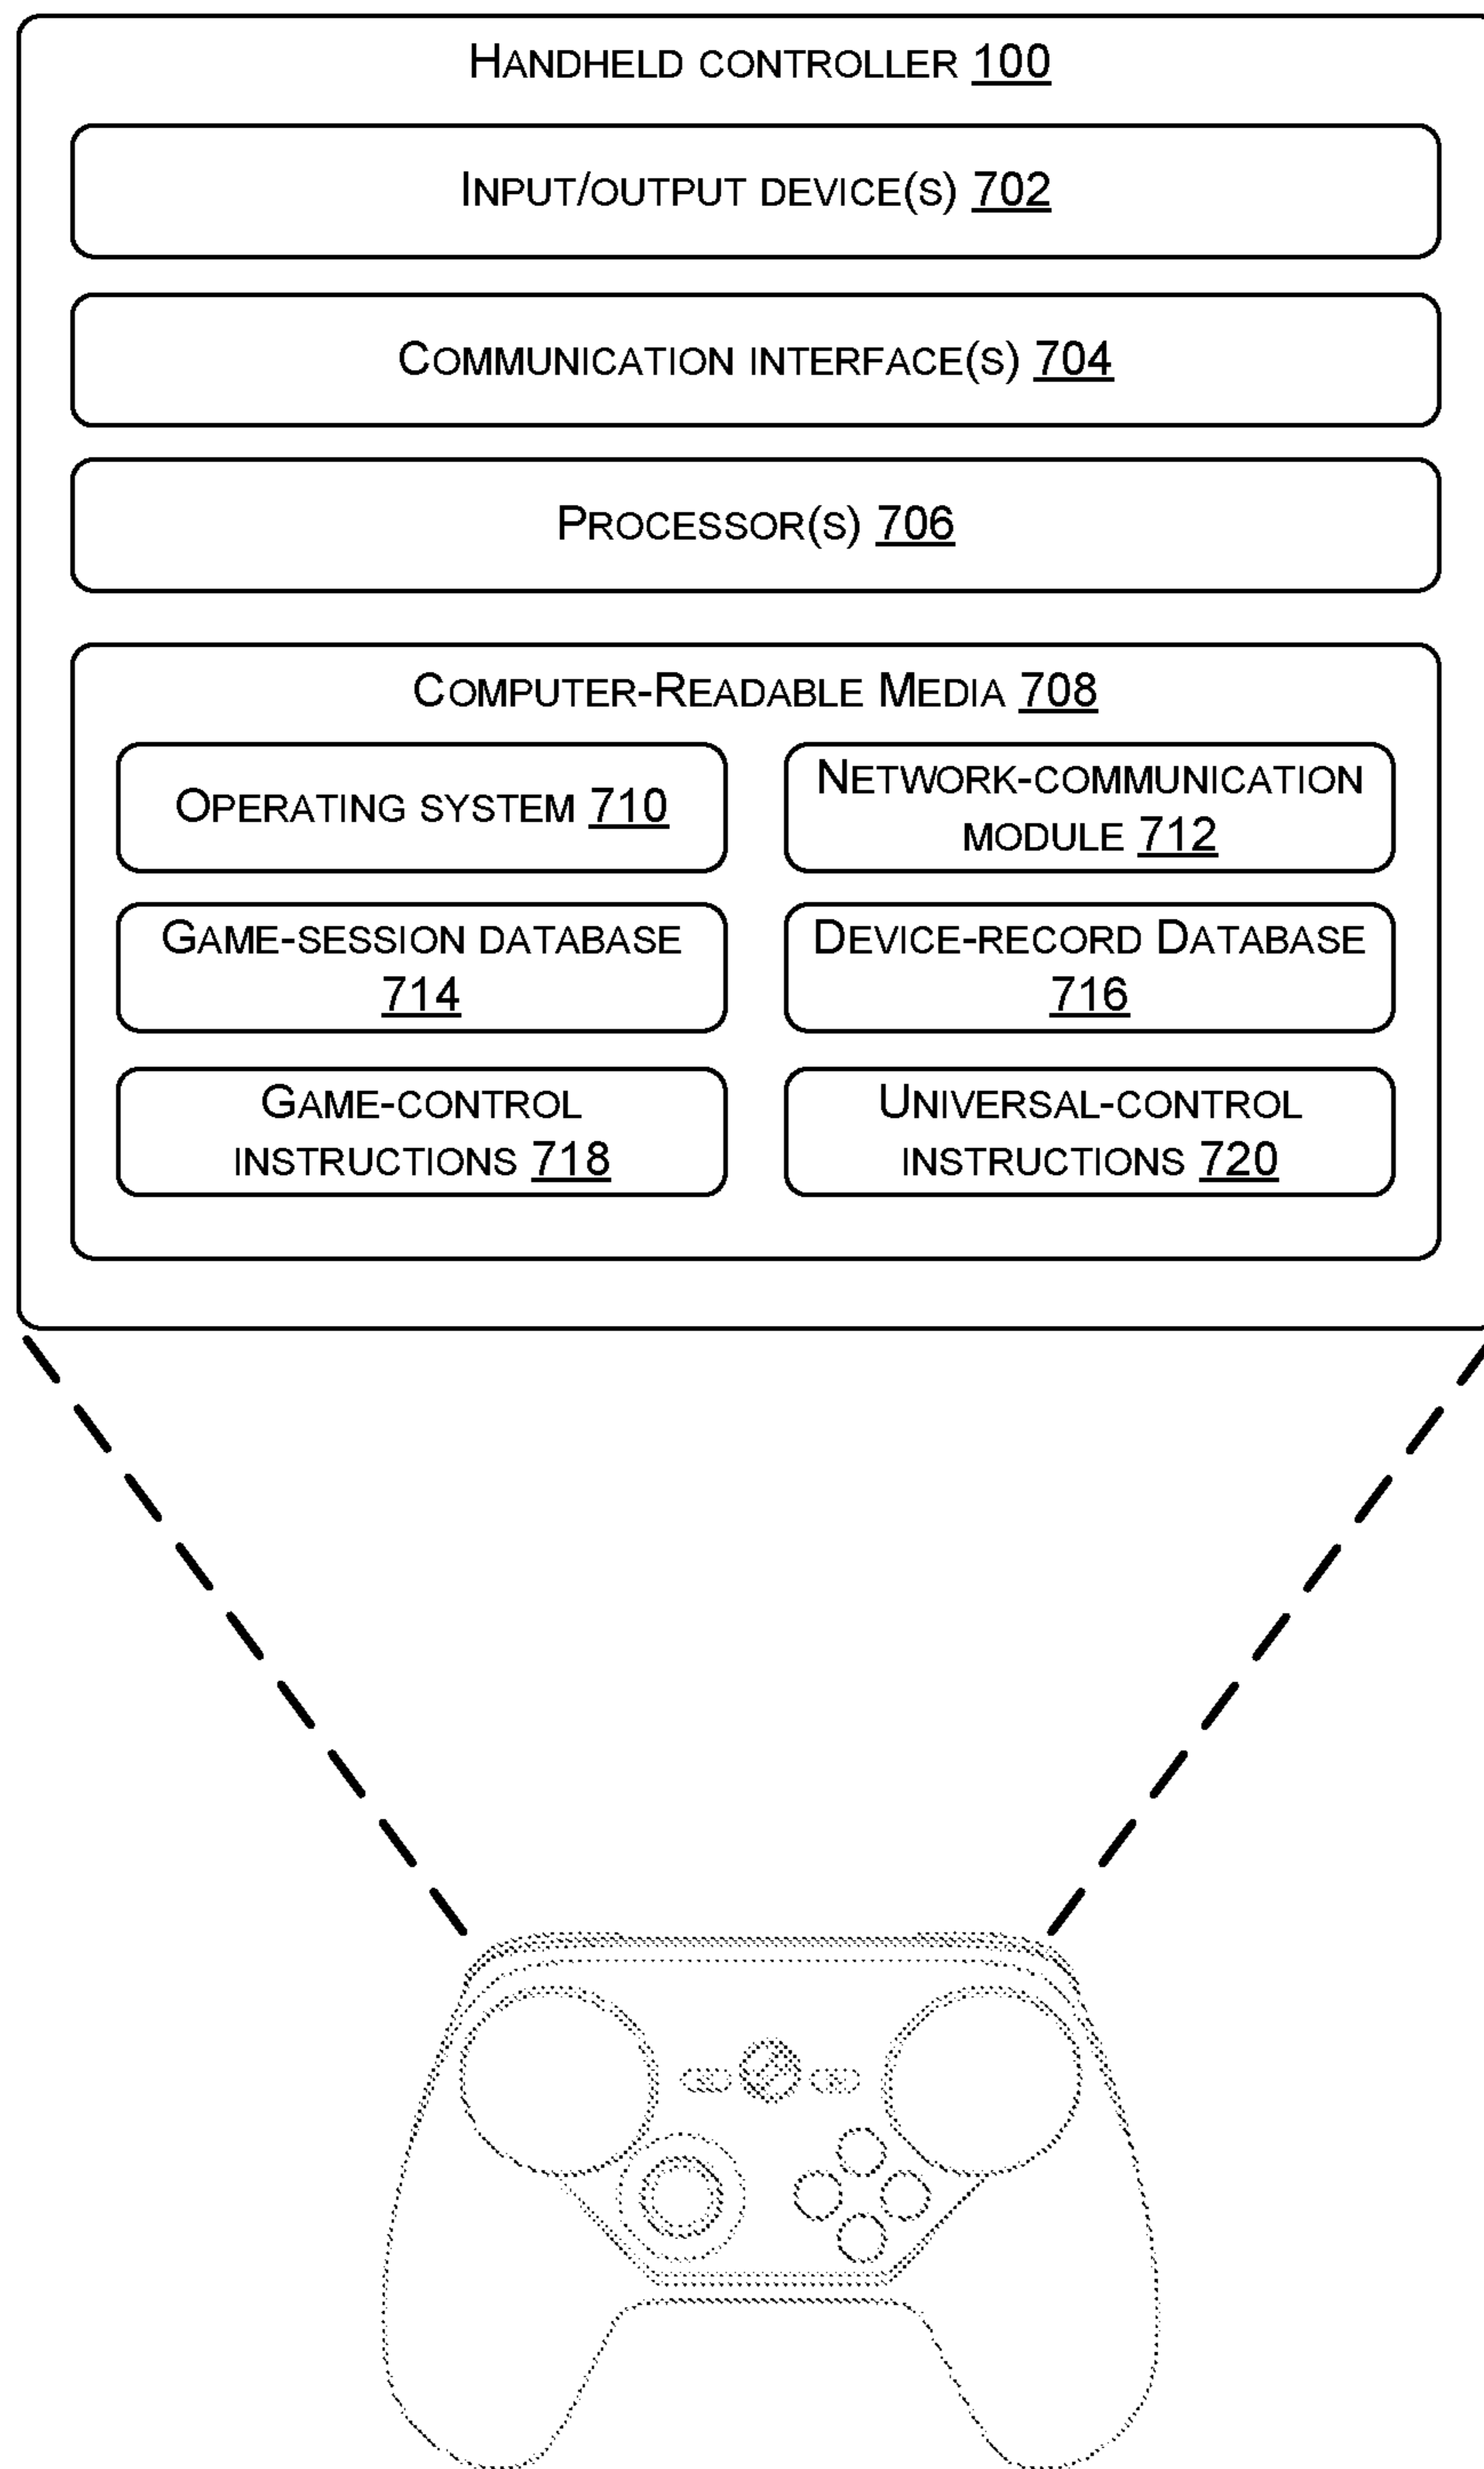 HANDHELD CONTROLLER 100
INPUT/OUTPUT DEVICE(S) 702
COMMUNICATION INTERFACE(S) 704
PROCESSOR(S) 706
COMPUTER-READABLE MEDIA 708
OPERATING SYSTEM 710
NETWORK-COMMUNICATION
MODULE 712
GAME-SESSION DATABASE
714
DEVICE-RECORD DATABASE
716
GAME-CONTROL
INSTRUCTIONS 718
UNIVERSAL-CONTROL
INSTRUCTIONS 720